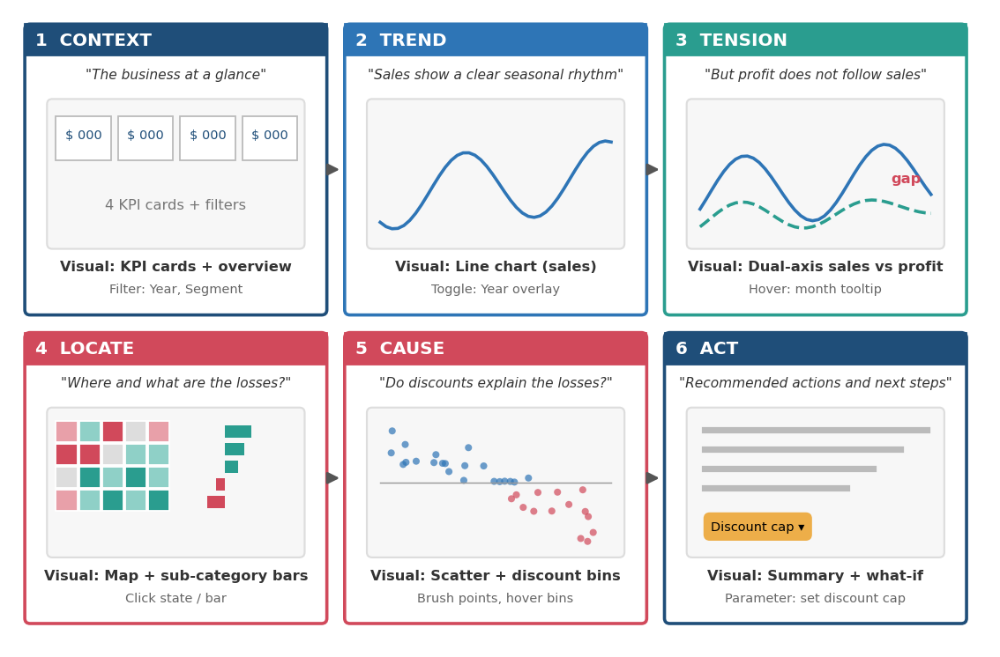 1 CONTEXT
"The business at a glance"
$ 000 $ 000 $ 000 $ 000
4 KPI cards + filters
Visual: KPI cards + overview
Filter: Year, Segment
2 TREND
"Sales show a clear seasonal rhythm"
Visual: Line chart (sales)
Toggle: Year overlay
3 TENSION
"But profit does not follow sales"
gap
Visual: Dual-axis sales vs profit
Hover: month tooltip
4 LOCATE
"Where and what are the losses?"
Visual: Map + sub-category bars
Click state / bar
5 CAUSE
"Do discounts explain the losses?"
Visual: Scatter + discount bins
Brush points, hover bins
6 ACT
"Recommended actions and next steps"
Discount cap ▾
Visual: Summary + what-if
Parameter: set discount cap